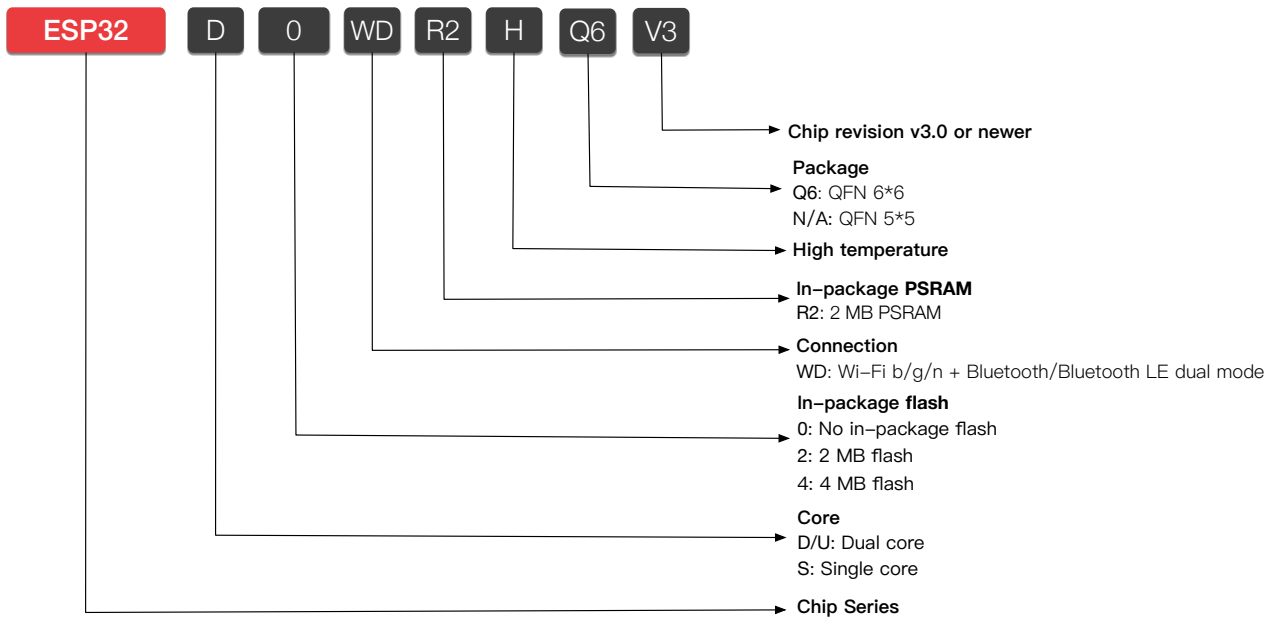 ESP32 D 0 WD R2 H Q6 V3
Chip revision v3.0 or newer
Package
Q6: QFN 6*6
N/A: QFN 5*5
High temperature
In-package PSRAM
R2: 2 MB PSRAM
Connection
WD: Wi-Fi b/g/n + Bluetooth/Bluetooth LE dual mode
In-package flash
0: No in-package flash
2: 2 MB flash
4: 4 MB flash
Core
D/U: Dual core
S: Single core
Chip Series